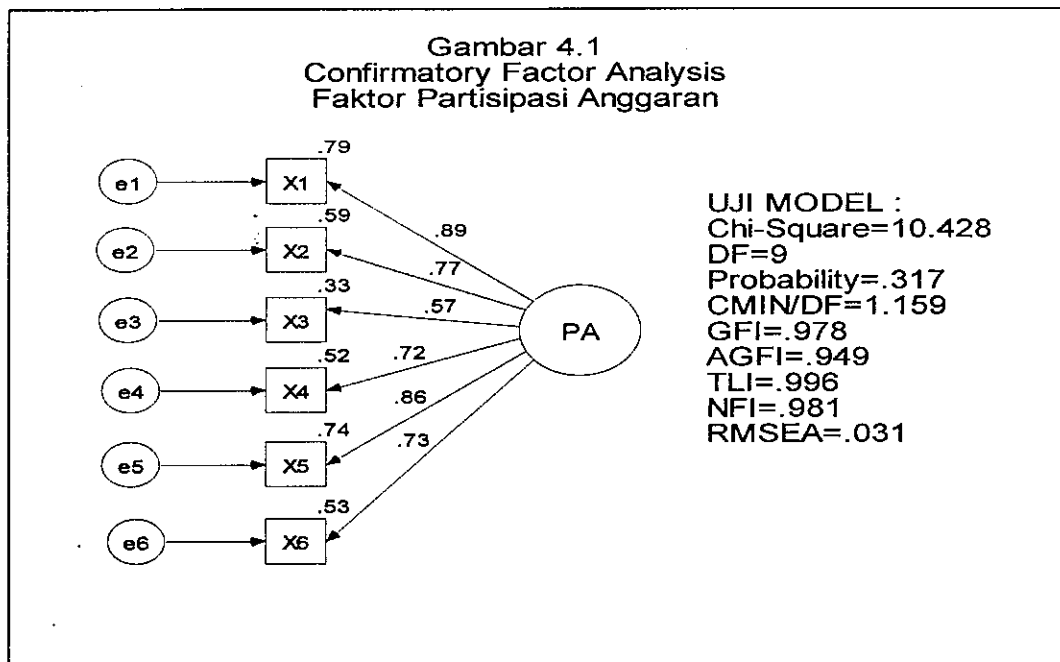 Gambar 4.1
Confirmatory Factor Analysis
Faktor Partisipasi Anggaran
.79
e1
X1
.89
.59
e2
X2
.77
.33
e3
X3
.57
PA
.52
e4
X4
.72
.74
e5
X5
.86
.53
e6
X6
.73
UJI MODEL :
Chi-Square=10.428
DF=9
Probability=.317
CMIN/DF=1.159
GFI=.978
AGFI=.949
TLI=.996
NFI=.981
RMSEA=.031